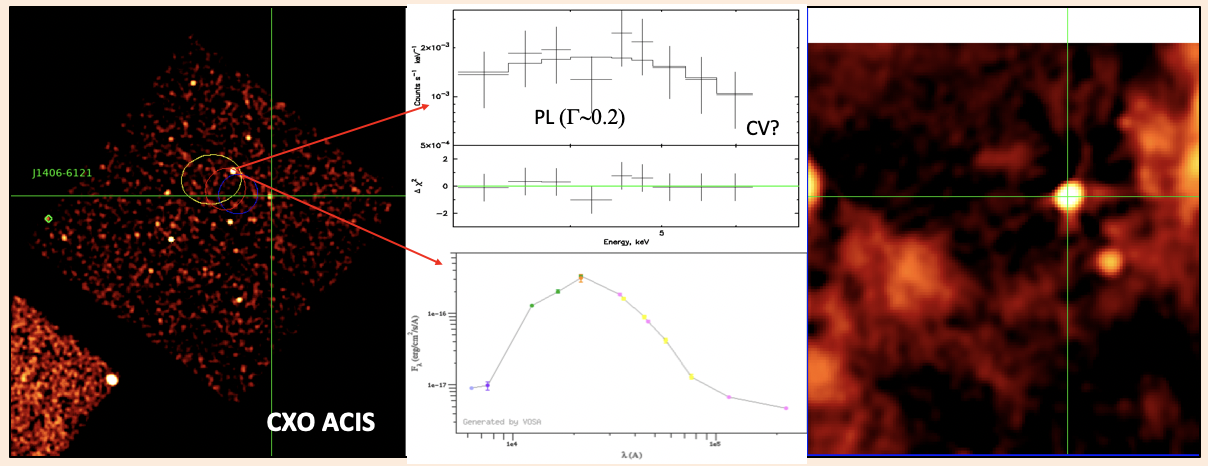 J1406-6121
CXO ACIS
Counts s⁻¹ keV⁻¹
2×10⁻³
10⁻³
5×10⁻⁴
PL (Γ~0.2)
CV?
Δ χ²
2
0
−2
5
Energy, keV
F_λ (erg/cm²/s/A)
1e-16
1e-17
Generated by VOSA
1e4
1e5
λ (A)